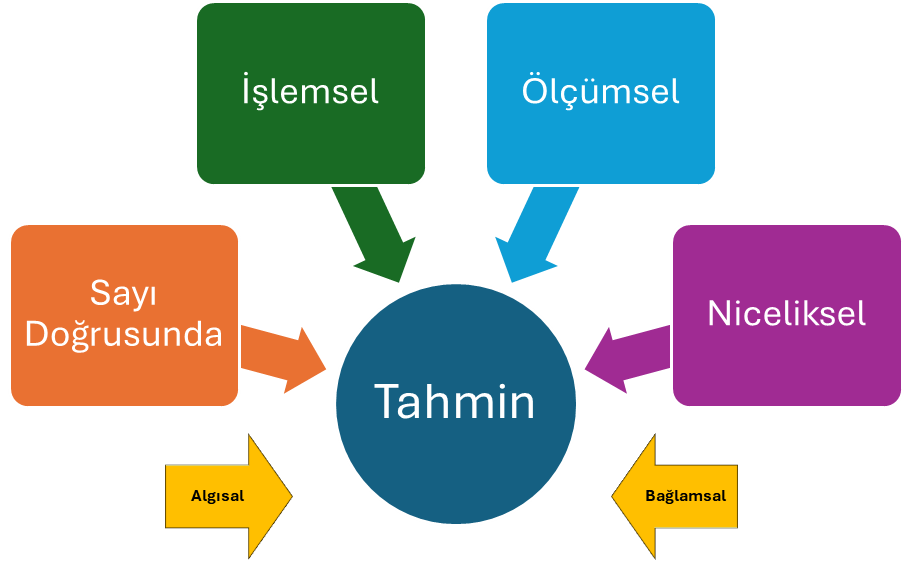 İşlemsel
Ölçümsel
Sayı
Doğrusunda
Niceliksel
Tahmin
Algısal
Bağlamsal